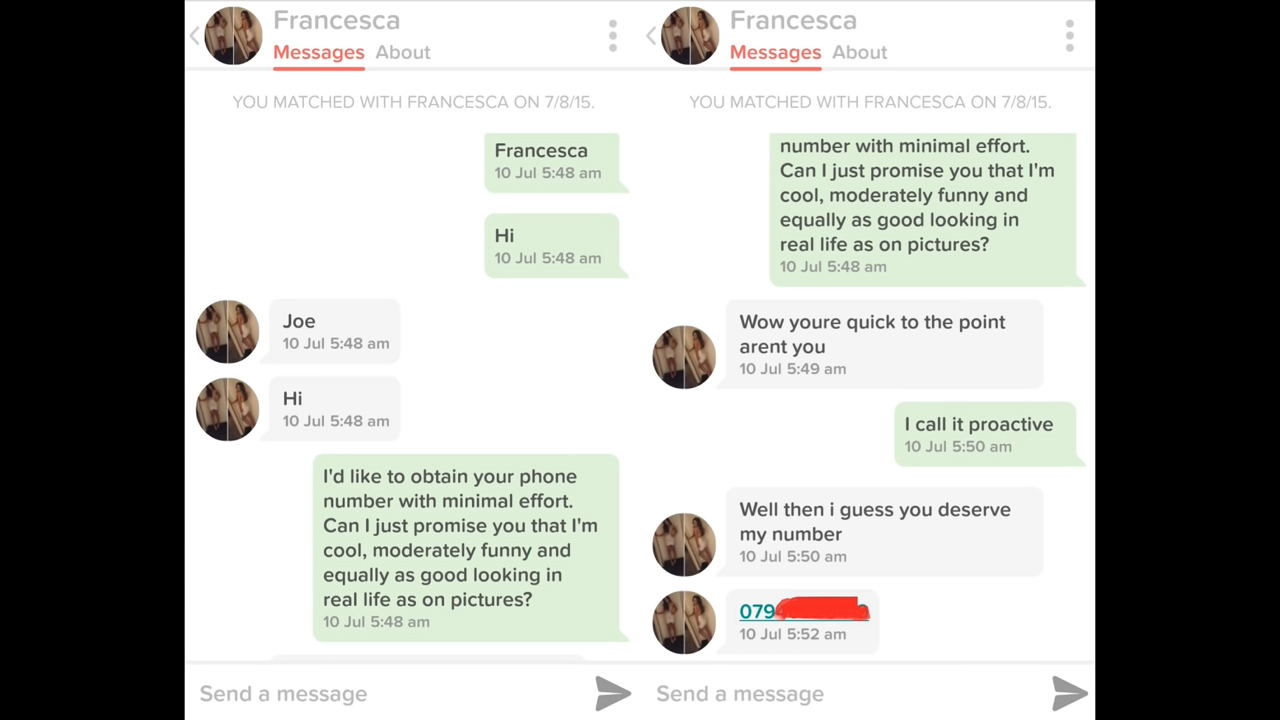 Francesca
Messages About
YOU MATCHED WITH FRANCESCA ON 7/8/15.
Francesca
10 Jul 5:48 am
Hi
10 Jul 5:48 am
Joe
10 Jul 5:48 am
Hi
10 Jul 5:48 am
I'd like to obtain your phone
number with minimal effort.
Can I just promise you that I'm
cool, moderately funny and
equally as good looking in
real life as on pictures?
10 Jul 5:48 am
Send a message
Francesca
Messages About
YOU MATCHED WITH FRANCESCA ON 7/8/15.
number with minimal effort.
Can I just promise you that I'm
cool, moderately funny and
equally as good looking in
real life as on pictures?
10 Jul 5:48 am
Wow youre quick to the point
arent you
10 Jul 5:49 am
I call it proactive
10 Jul 5:50 am
Well then i guess you deserve
my number
10 Jul 5:50 am
079
10 Jul 5:52 am
Send a message